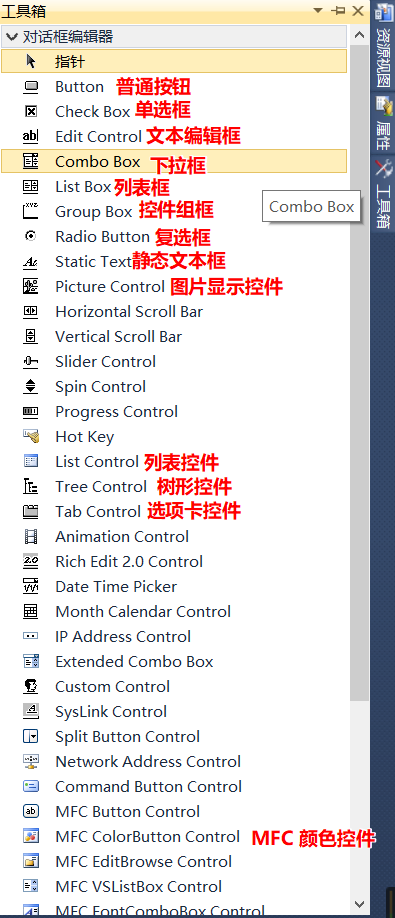 工具箱
对话框编辑器
指针
Button 普通按钮
Check Box 单选框
ab| Edit Control 文本编辑框
Combo Box 下拉框
List Box 列表框
XYZ Group Box 控件组框
Combo Box
Radio Button 复选框
Aa Static Text 静态文本框
Picture Control 图片显示控件
Horizontal Scroll Bar
Vertical Scroll Bar
Slider Control
Spin Control
Progress Control
Hot Key
List Control 列表控件
Tree Control 树形控件
Tab Control 选项卡控件
Animation Control
2.0 Rich Edit 2.0 Control
Date Time Picker
Month Calendar Control
IP Address Control
Extended Combo Box
Custom Control
SysLink Control
Split Button Control
Network Address Control
Command Button Control
ab MFC Button Control
MFC ColorButton Control MFC 颜色控件
MFC EditBrowse Control
MFC VSListBox Control
MFC FontComboBox Control
资源视图
属性
工具箱